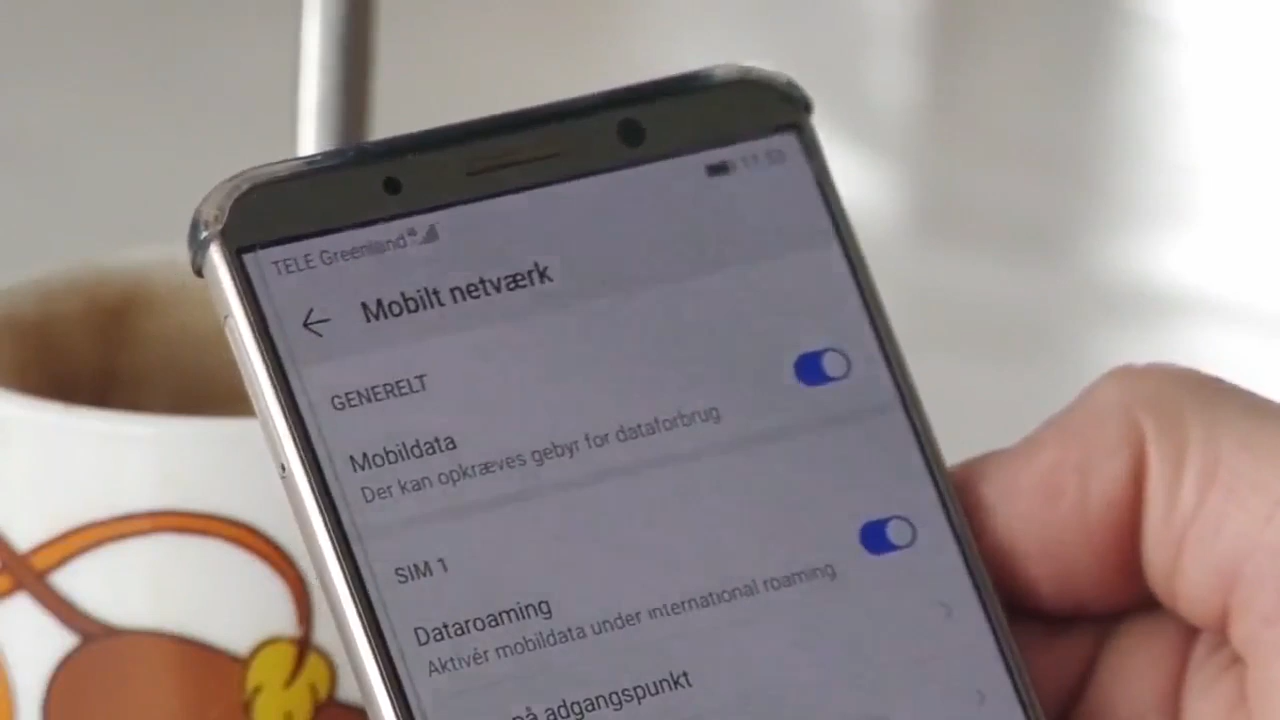 TELE Greenland
Mobilt netværk
GENERELT
Mobildata
Der kan opkræves gebyr for dataforbrug
SIM 1
Dataroaming
Aktivér mobildata under international roaming
på adgangspunkt